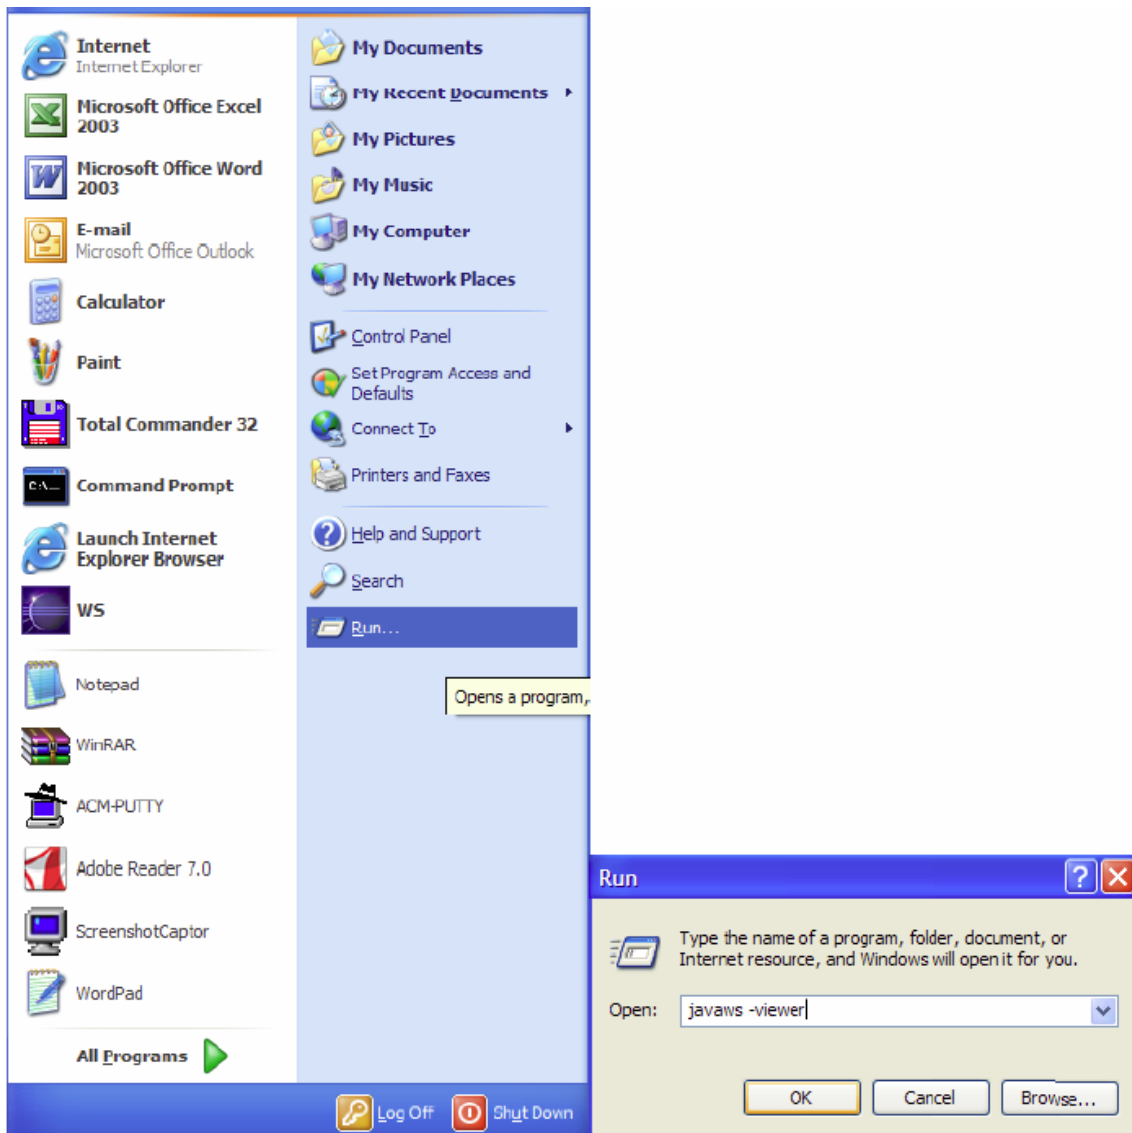 Internet
Internet Explorer
Microsoft Office Excel
2003
Microsoft Office Word
2003
E-mail
Microsoft Office Outlook
Calculator
Paint
Total Commander 32
C:\_
Command Prompt
Launch Internet
Explorer Browser
WS
Notepad
WinRAR
ACM-PUTTY
Adobe Reader 7.0
ScreenshotCaptor
WordPad
All Programs
My Documents
My Recent Documents
My Pictures
My Music
My Computer
My Network Places
Control Panel
Set Program Access and
Defaults
Connect To
Printers and Faxes
Help and Support
Search
Run...
Opens a program,
Log Off
Shut Down
Run
Type the name of a program, folder, document, or
Internet resource, and Windows will open it for you.
Open: javaws -viewer
OK Cancel Browse...